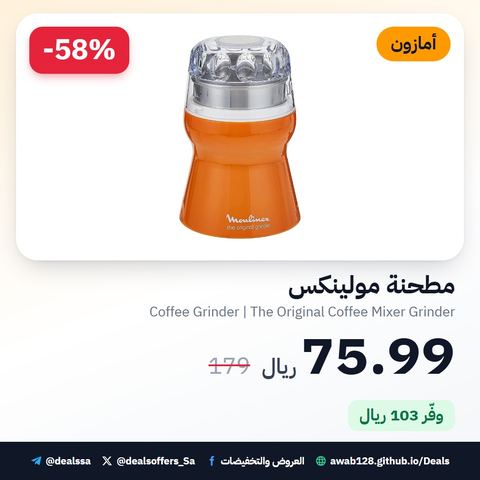 -58%
أمازون
Moulinex
the original grinder
مطحنة مولينكس
Coffee Grinder | The Original Coffee Mixer Grinder
75.99 ريال 179
وفّر 103 ريال
@dealssa @dealsoffers_Sa العروض والتخفيضات awab128.github.io/Deals